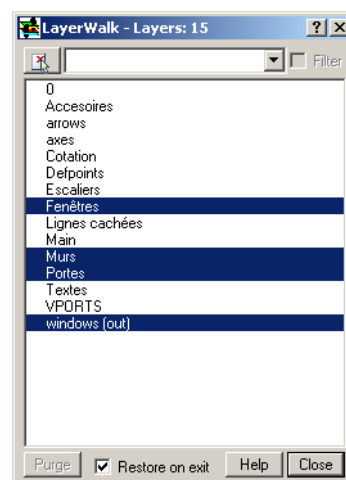 LayerWalk - Layers: 15
Filter
0
Accesoires
arrows
axes
Cotation
Defpoints
Escaliers
Fenêtres
Lignes cachées
Main
Murs
Portes
Textes
VPORTS
windows (out)
Purge Restore on exit Help Close